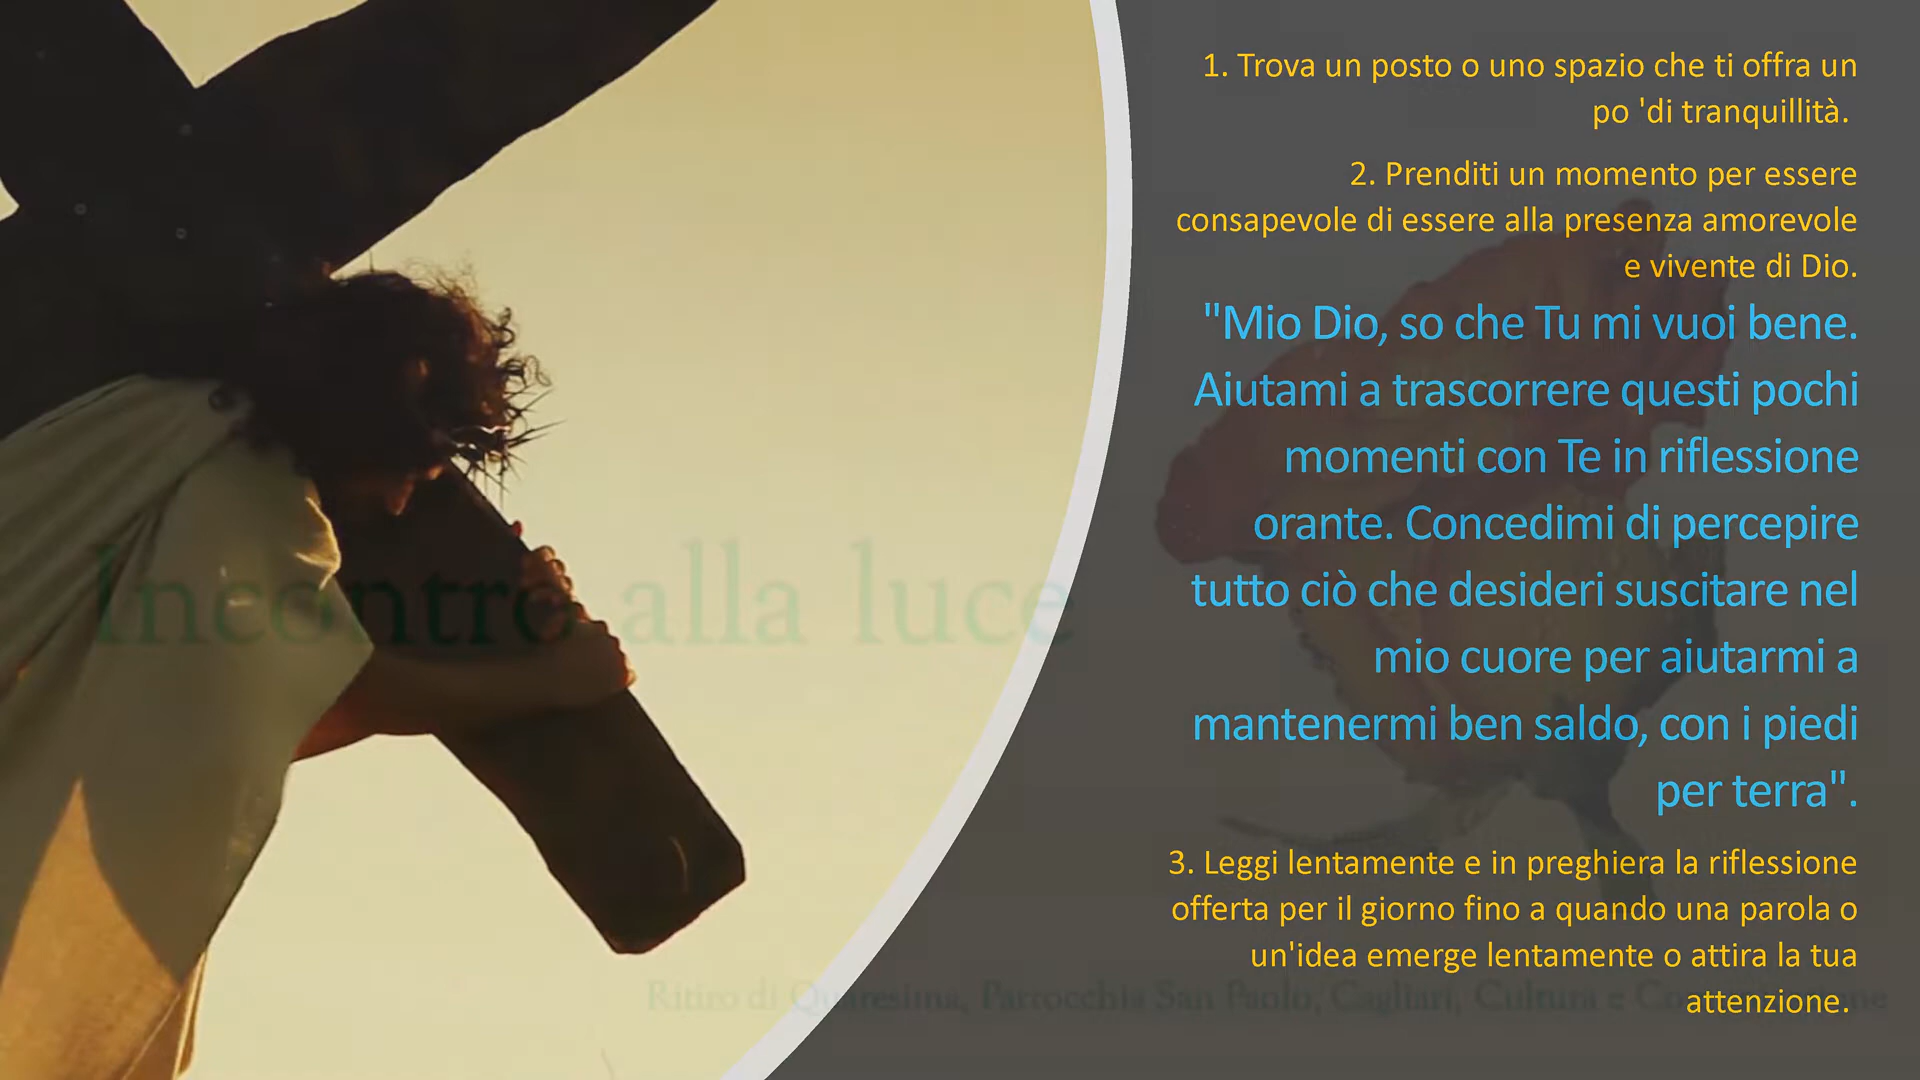 1. Trova un posto o uno spazio che ti offra un
po 'di tranquillità.
2. Prenditi un momento per essere
consapevole di essere alla presenza amorevole
e vivente di Dio.
"Mio Dio, so che Tu mi vuoi bene.
Aiutami a trascorrere questi pochi
momenti con Te in riflessione
orante. Concedimi di percepire
tutto ciò che desideri suscitare nel
mio cuore per aiutarmi a
mantenermi ben saldo, con i piedi
per terra".
3. Leggi lentamente e in preghiera la riflessione
offerta per il giorno fino a quando una parola o
un'idea emerge lentamente o attira la tua
attenzione.
Incontro alla luce
Ritiro di Quaresima, Parrocchia San Paolo, Cagliari, Cultura e